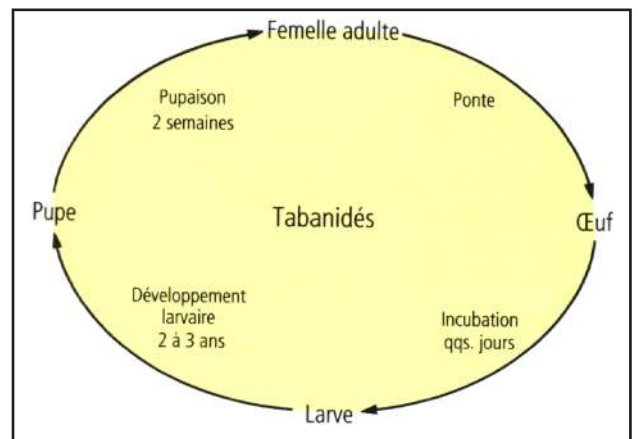 Femelle adulte
Pupaison
2 semaines
Ponte
Pupe
Tabanidés
Œuf
Développement
larvaire
2 à 3 ans
Incubation
qqs. jours
Larve